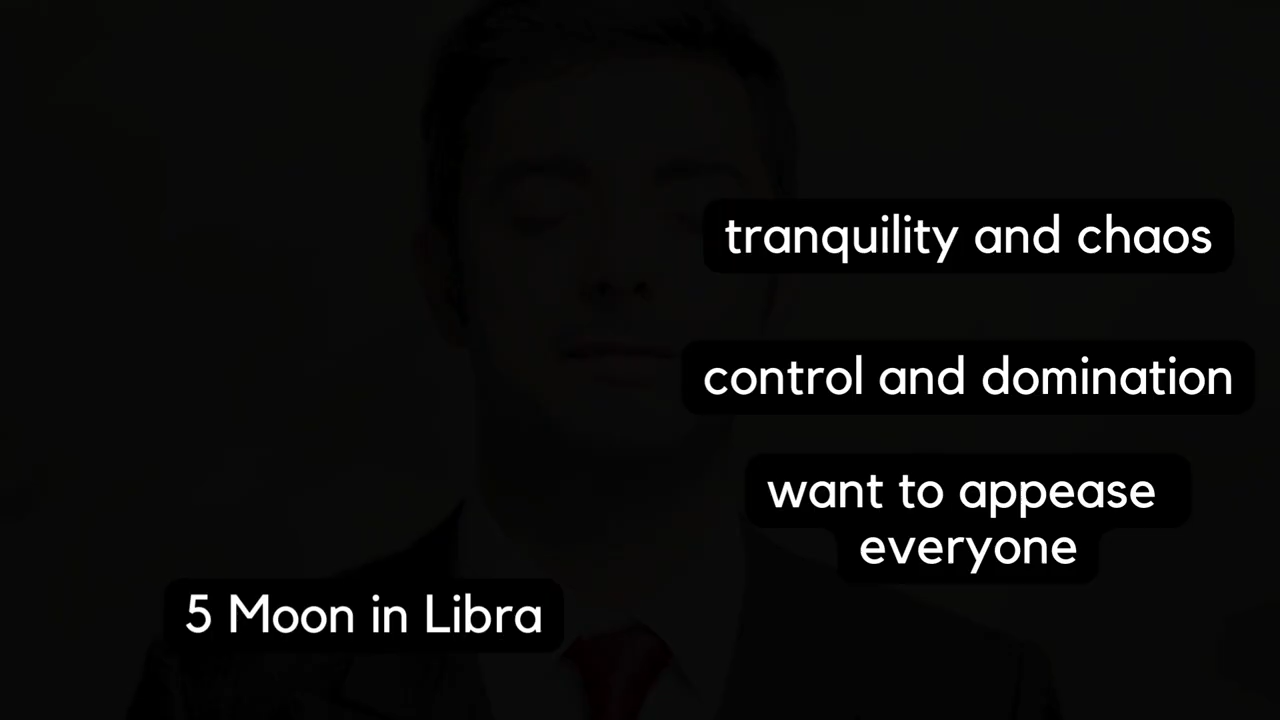 tranquility and chaos
control and domination
want to appease
everyone
5 Moon in Libra